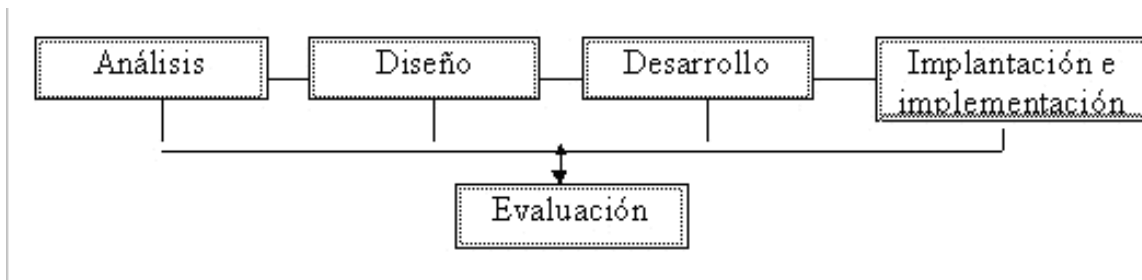 Análisis
Diseño
Desarrollo
Implantación e
implementación
Evaluación